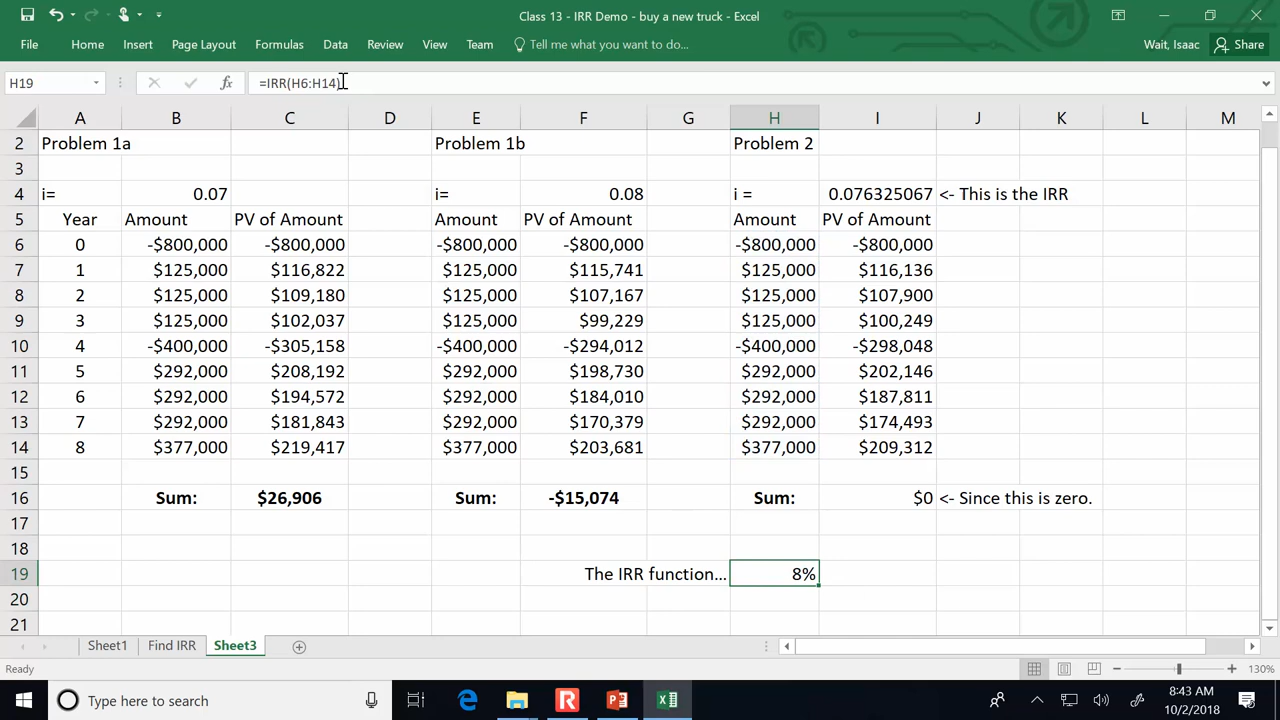 Class 13 - IRR Demo - buy a new truck - Excel
File Home Insert Page Layout Formulas Data Review View Team Tell me what you want to do... Wait, Isaac Share
H19 fx =IRR(H6:H14)
A B C D E F G H I J K L M
2 Problem 1a Problem 1b Problem 2
3
4 i= 0.07 i= 0.08 i = 0.076325067 <- This is the IRR
5 Year Amount PV of Amount Amount PV of Amount Amount PV of Amount
6 0 -$800,000 -$800,000 -$800,000 -$800,000 -$800,000 -$800,000
7 1 $125,000 $116,822 $125,000 $115,741 $125,000 $116,136
8 2 $125,000 $109,180 $125,000 $107,167 $125,000 $107,900
9 3 $125,000 $102,037 $125,000 $99,229 $125,000 $100,249
10 4 -$400,000 -$305,158 -$400,000 -$294,012 -$400,000 -$298,048
11 5 $292,000 $208,192 $292,000 $198,730 $292,000 $202,146
12 6 $292,000 $194,572 $292,000 $184,010 $292,000 $187,811
13 7 $292,000 $181,843 $292,000 $170,379 $292,000 $174,493
14 8 $377,000 $219,417 $377,000 $203,681 $377,000 $209,312
15
16 Sum: $26,906 Sum: -$15,074 Sum: $0 <- Since this is zero.
17
18
19 The IRR function... 8%
20
21
Sheet1 Find IRR Sheet3
Ready 130%
Type here to search 8:43 AM
10/2/2018